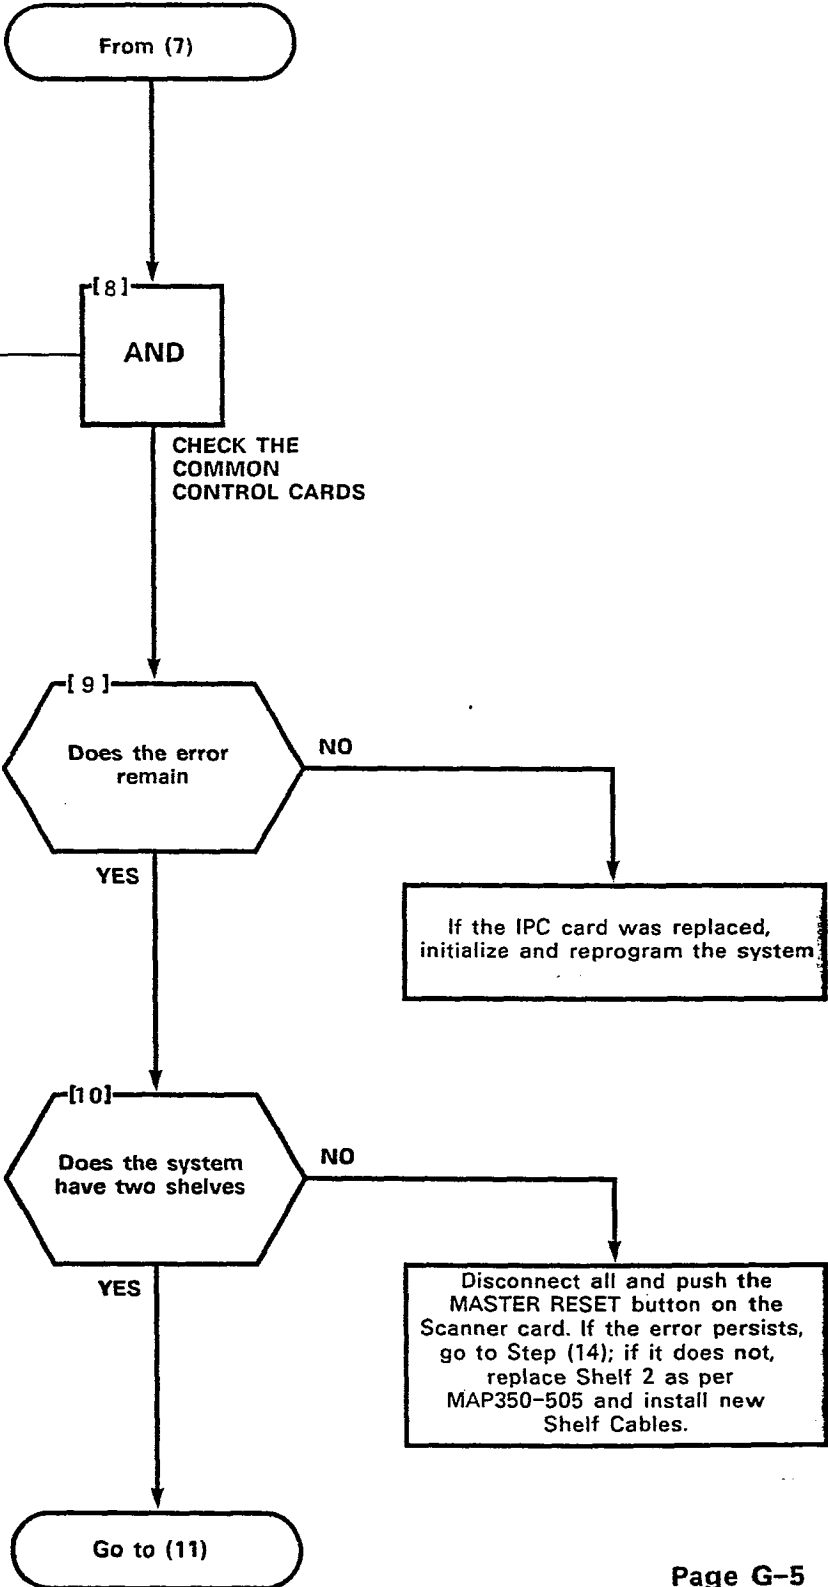 From (7)
[8]
AND
CHECK THE
COMMON
CONTROL CARDS
[9]
Does the error
remain
NO
YES
If the IPC card was replaced,
initialize and reprogram the system
[10]
Does the system
have two shelves
NO
YES
Disconnect all and push the
MASTER RESET button on the
Scanner card. If the error persists,
go to Step (14); if it does not,
replace Shelf 2 as per
MAP350-505 and install new
Shelf Cables.
Go to (11)
Page G-5